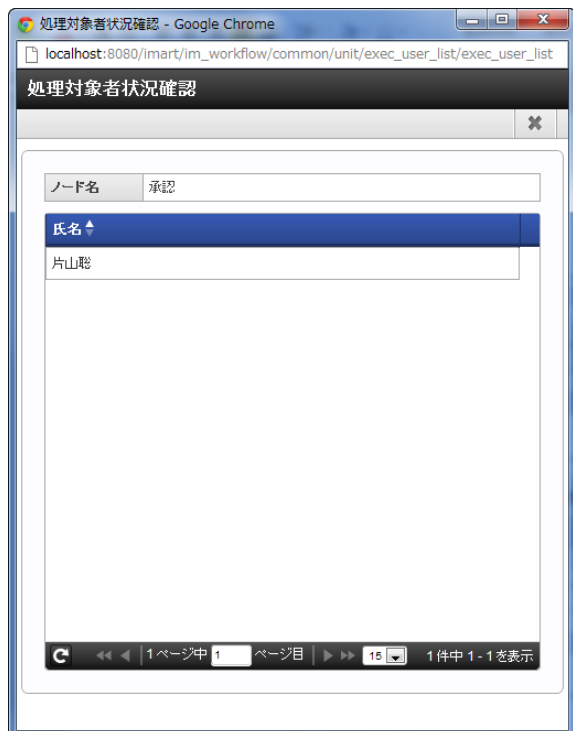 処理対象者状況確認 - Google Chrome
localhost:8080/imart/im_workflow/common/unit/exec_user_list/exec_user_list
処理対象者状況確認
ノード名 承認
氏名
片山聡
1 ページ中 1 ページ目 15 1 件中 1 - 1 を表示